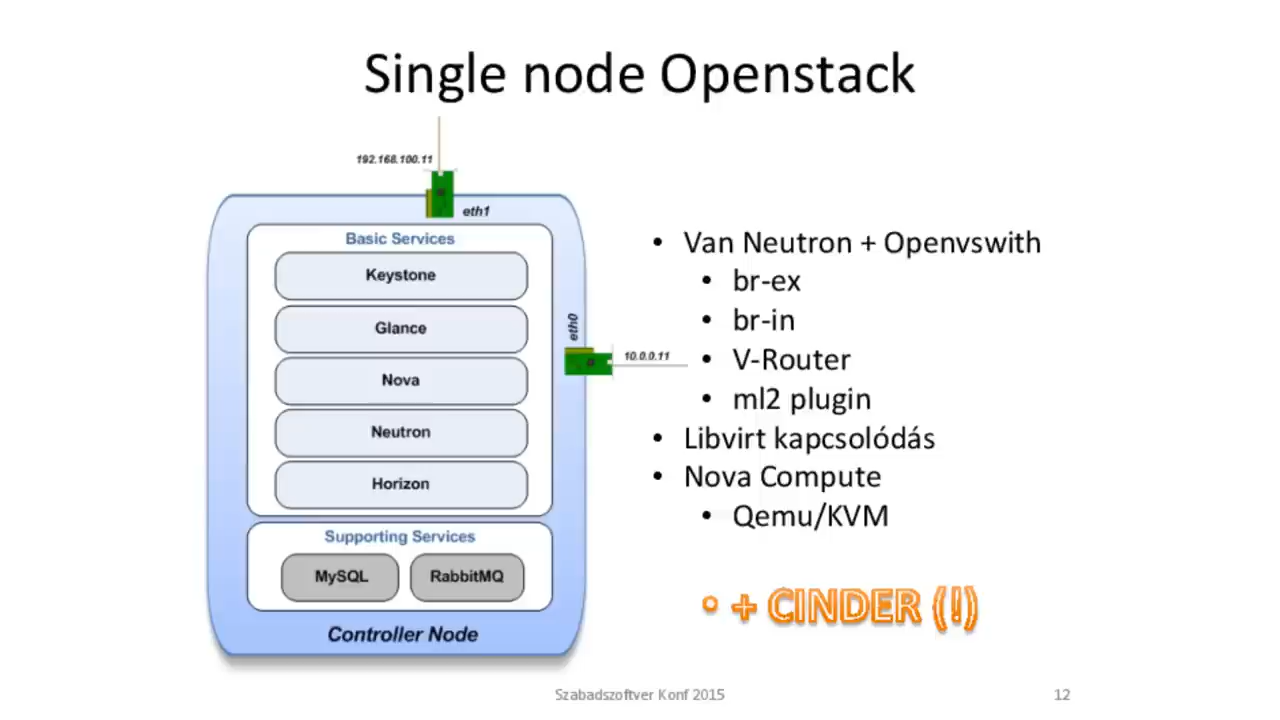 Single node Openstack
192.168.100.11
eth1
Basic Services
Keystone
Glance
Nova
Neutron
Horizon
eth0
10.0.0.11
Supporting Services
MySQL
RabbitMQ
Controller Node
• Van Neutron + Openvswith
• br-ex
• br-in
• V-Router
• ml2 plugin
• Libvirt kapcsolódás
• Nova Compute
• Qemu/KVM
• + CINDER (!)
Szabadszoftver Konf 2015
12